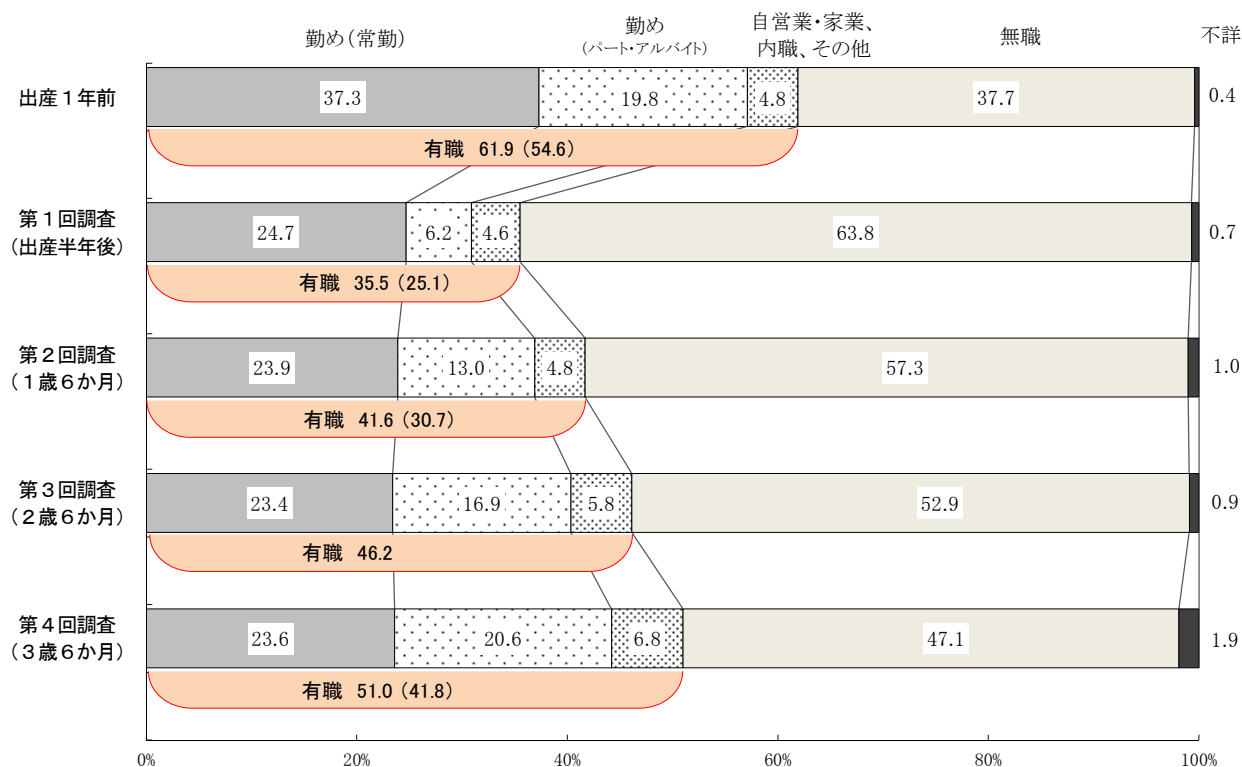 勤め(常勤)
勤め
(パート・アルバイト)
自営業・家業、
内職、その他
無職
不詳
出産1年前
37.3
19.8
4.8
37.7
0.4
有職 61.9 (54.6)
第1回調査
(出産半年後)
24.7
6.2
4.6
63.8
0.7
有職 35.5 (25.1)
第2回調査
(1歳6か月)
23.9
13.0
4.8
57.3
1.0
有職 41.6 (30.7)
第3回調査
(2歳6か月)
23.4
16.9
5.8
52.9
0.9
有職 46.2
第4回調査
(3歳6か月)
23.6
20.6
6.8
47.1
1.9
有職 51.0 (41.8)
0%
20%
40%
60%
80%
100%